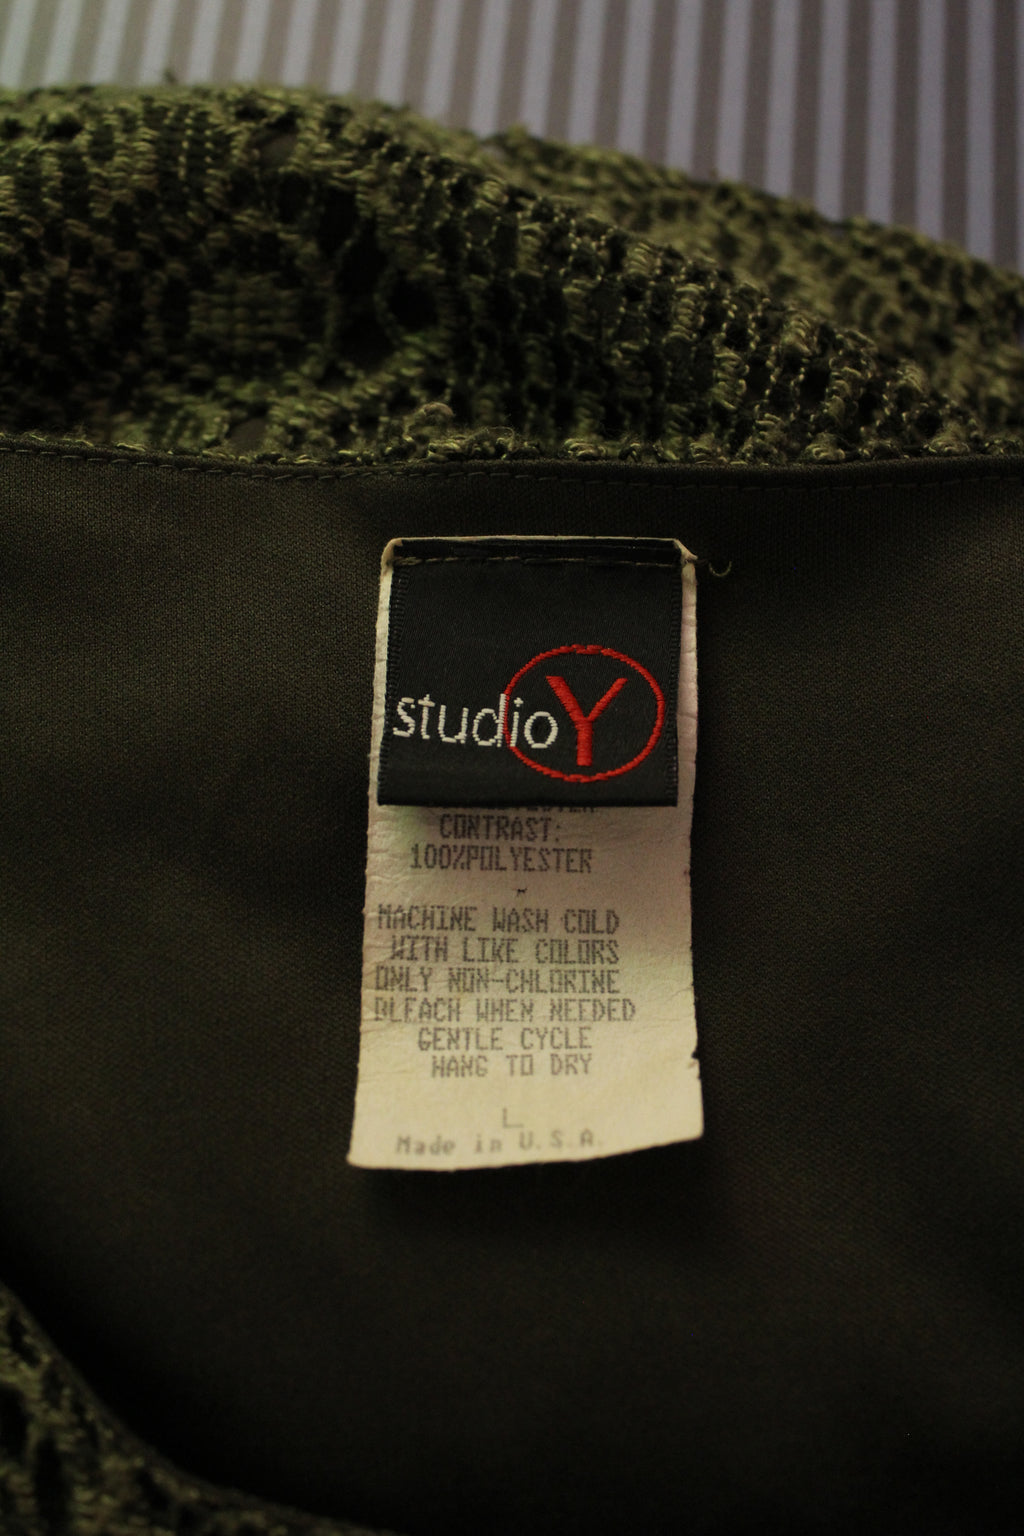 studioY
CONTRAST:
100%POLYESTER
-
MACHINE WASH COLD
WITH LIKE COLORS
ONLY NON-CHLORINE
BLEACH WHEN NEEDED
GENTLE CYCLE
HANG TO DRY
L
Made in U.S.A.